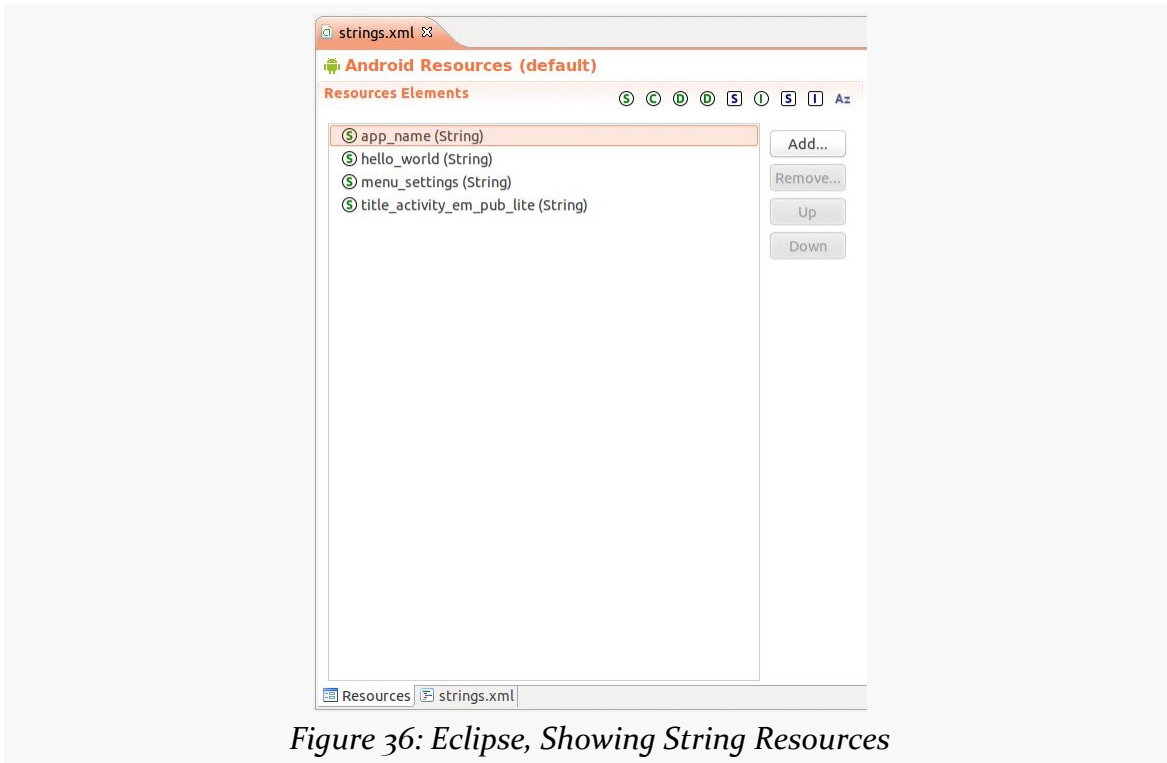 strings.xml
Android Resources (default)
Resources Elements
S C D D S I S I Az
S app_name (String)
S hello_world (String)
S menu_settings (String)
S title_activity_em_pub_lite (String)
Add...
Remove...
Up
Down
Resources strings.xml
Figure 36: Eclipse, Showing String Resources